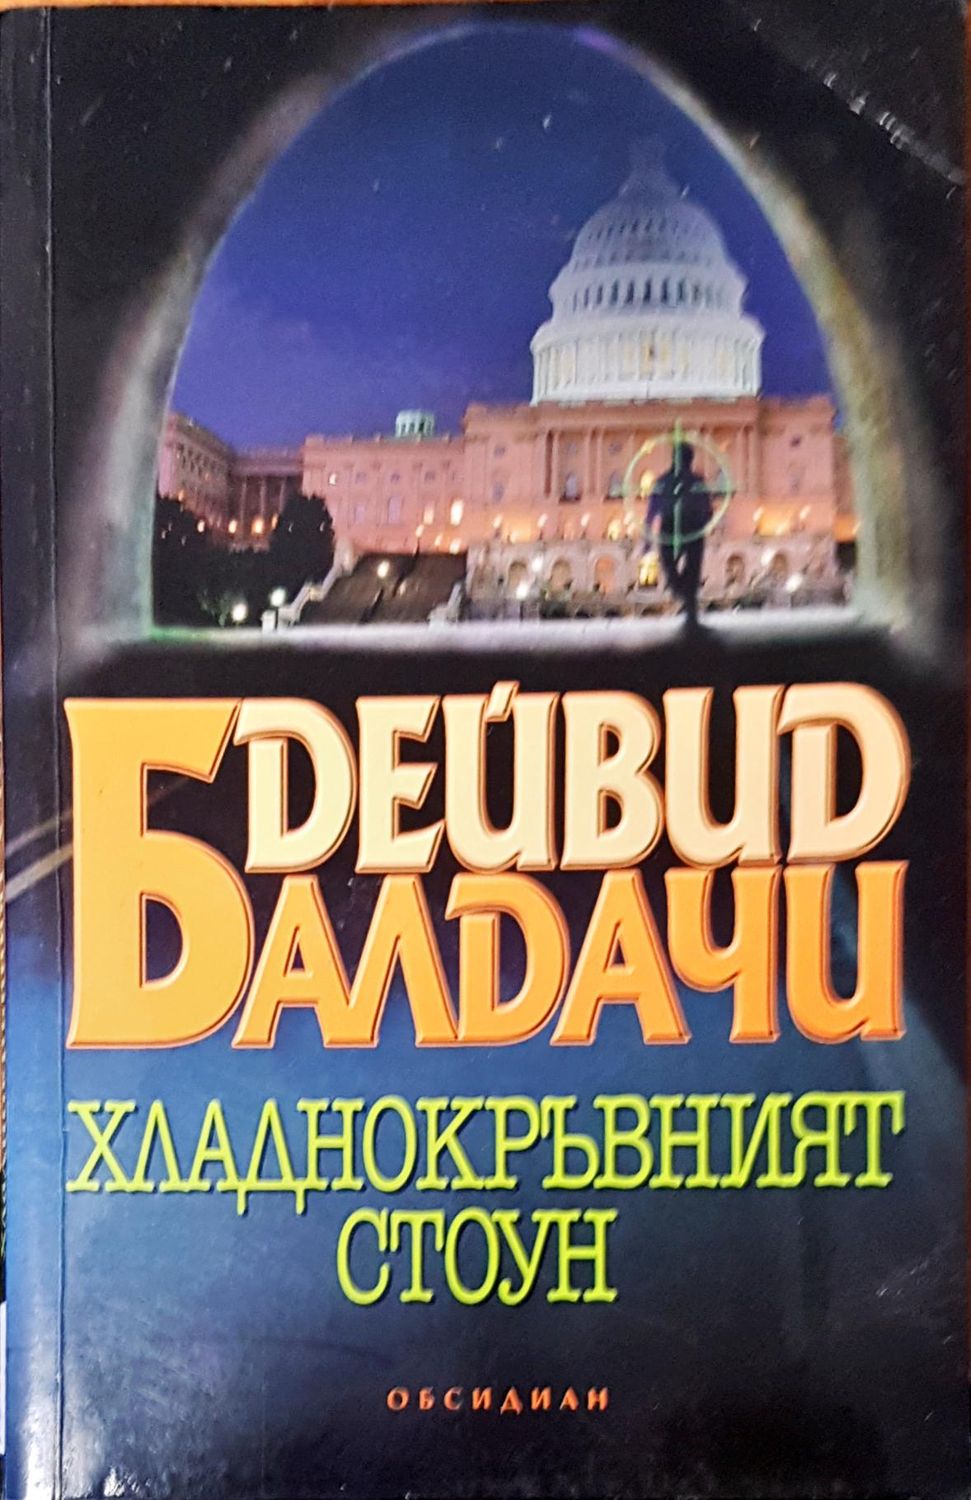 ДЕЙВИД
БАЛДАЧИ
ХЛАДНОКРЪВНИЯТ
СТОУН
ОБСИДИАН